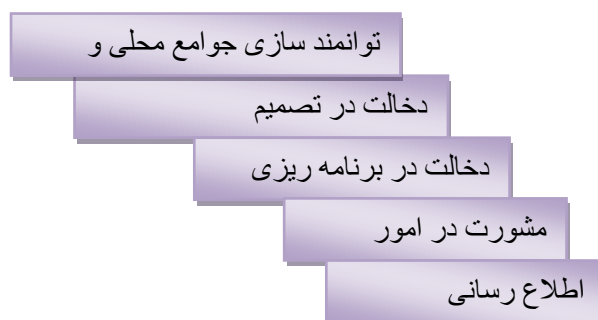 توانمند سازی جوامع محلی و
دخالت در تصمیم
دخالت در برنامه ریزی
مشورت در امور
اطلاع رسانی